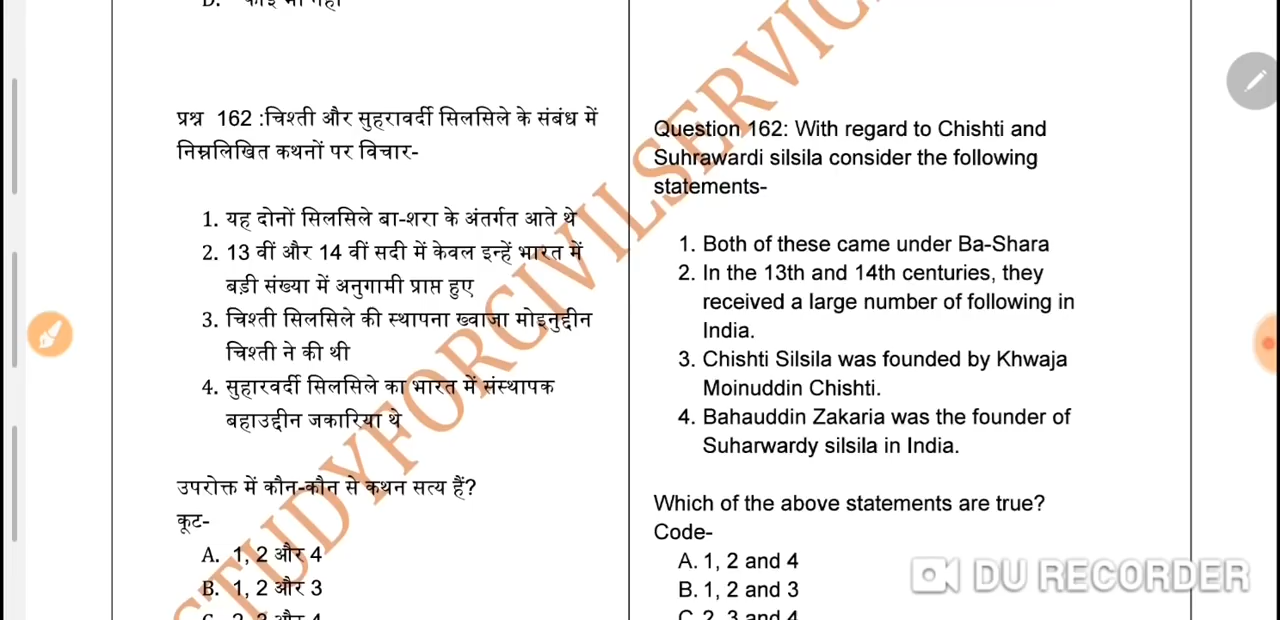 प्रश्न 162 :चिश्ती और सुहरावर्दी सिलसिले के संबंध में
निम्नलिखित कथनों पर विचार-
1. यह दोनों सिलसिले बा-शरा के अंतर्गत आते थे
2. 13 वीं और 14 वीं सदी में केवल इन्हें भारत में
बड़ी संख्या में अनुगामी प्राप्त हुए
3. चिश्ती सिलसिले की स्थापना ख्वाजा मोइनुद्दीन
चिश्ती ने की थी
4. सुहारवर्दी सिलसिले का भारत में संस्थापक
बहाउद्दीन जकारिया थे
उपरोक्त में कौन-कौन से कथन सत्य हैं?
कूट-
A. 1, 2 और 4
B. 1, 2 और 3
Question 162: With regard to Chishti and
Suhrawardi silsila consider the following
statements-
1. Both of these came under Ba-Shara
2. In the 13th and 14th centuries, they
received a large number of following in
India.
3. Chishti Silsila was founded by Khwaja
Moinuddin Chishti.
4. Bahauddin Zakaria was the founder of
Suharwardy silsila in India.
Which of the above statements are true?
Code-
A. 1, 2 and 4
B. 1, 2 and 3
C. 2, 3 and 4
STUDYFORCIVILSERVIC
DU RECORDER